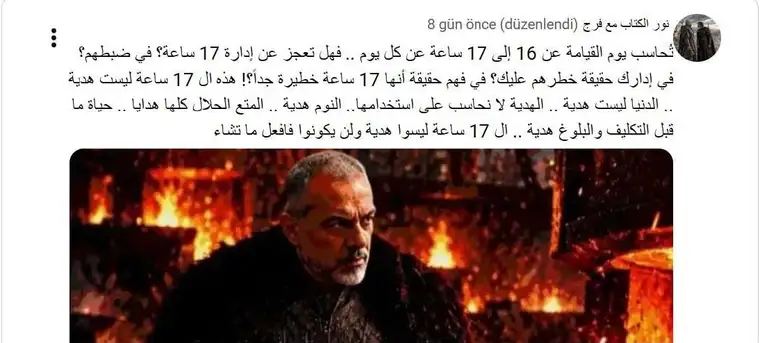 نور الكتاب مع فرج 8 gün önce (düzenlendi)
تُحاسب يوم القيامة عن 16 إلى 17 ساعة عن كل يوم .. فهل تعجز عن إدارة 17 ساعة؟ في ضبطهم؟
في إدارك حقيقة خطرهم عليك؟ في فهم حقيقة أنها 17 ساعة خطيرة جداً؟! هذه ال 17 ساعة ليست هدية
.. الدنيا ليست هدية .. الهدية لا نحاسب على استخدامها.. النوم هدية .. المتع الحلال كلها هدايا .. حياة ما
قبل التكليف والبلوغ هدية .. ال 17 ساعة ليسوا هدية ولن يكونوا فافعل ما تشاء